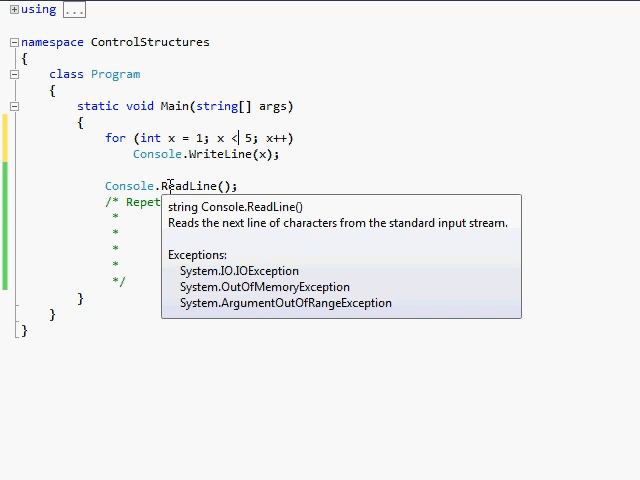 using ...
namespace ControlStructures
{
class Program
{
static void Main(string[] args)
{
for (int x = 1; x < 5; x++)
Console.WriteLine(x);
Console.ReadLine();
/* Repet
*
*
*
*
*/
}
}
}
string Console.ReadLine()
Reads the next line of characters from the standard input stream.
Exceptions:
System.IO.IOException
System.OutOfMemoryException
System.ArgumentOutOfRangeException